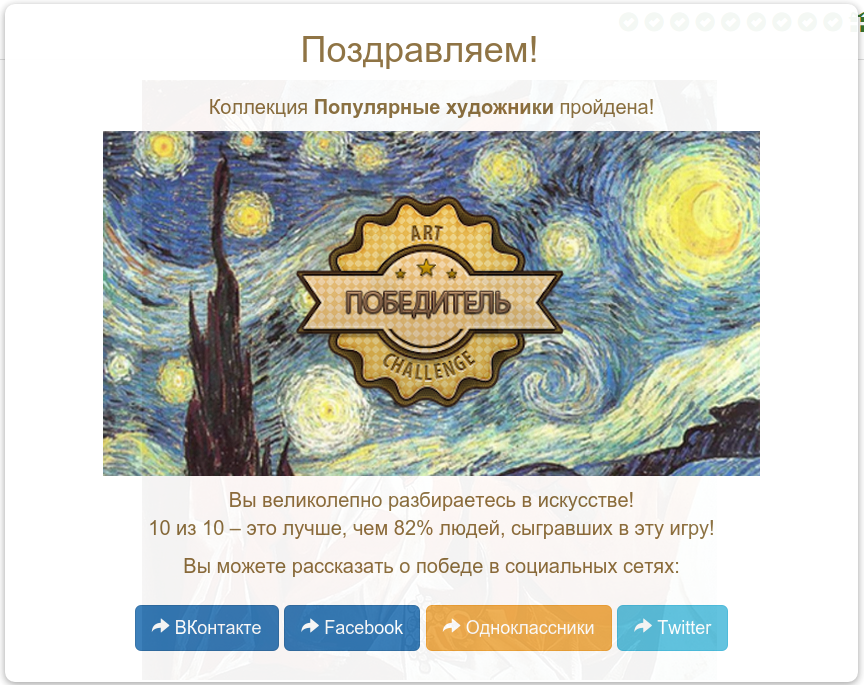 Поздравляем!
Коллекция Популярные художники пройдена!
ART
ПОБЕДИТЕЛЬ
CHALLENGE
Вы великолепно разбираетесь в искусстве!
10 из 10 – это лучше, чем 82% людей, сыгравших в эту игру!
Вы можете рассказать о победе в социальных сетях:
ВКонтакте Facebook Одноклассники Twitter